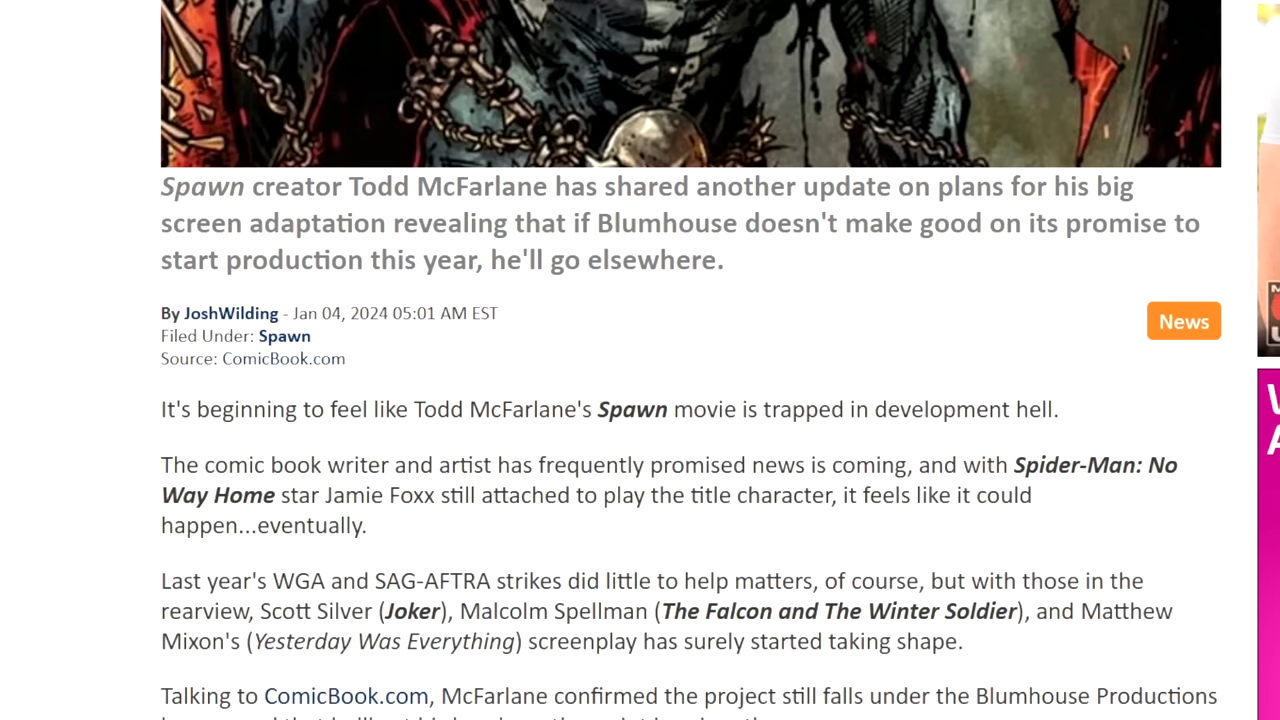 Spawn creator Todd McFarlane has shared another update on plans for his big
screen adaptation revealing that if Blumhouse doesn't make good on its promise to
start production this year, he'll go elsewhere.
By JoshWilding - Jan 04, 2024 05:01 AM EST
News
Filed Under: Spawn
Source: ComicBook.com
It's beginning to feel like Todd McFarlane's Spawn movie is trapped in development hell.
The comic book writer and artist has frequently promised news is coming, and with Spider-Man: No
Way Home star Jamie Foxx still attached to play the title character, it feels like it could
happen...eventually.
Last year's WGA and SAG-AFTRA strikes did little to help matters, of course, but with those in the
rearview, Scott Silver (Joker), Malcolm Spellman (The Falcon and The Winter Soldier), and Matthew
Mixon's (Yesterday Was Everything) screenplay has surely started taking shape.
Talking to ComicBook.com, McFarlane confirmed the project still falls under the Blumhouse Productions